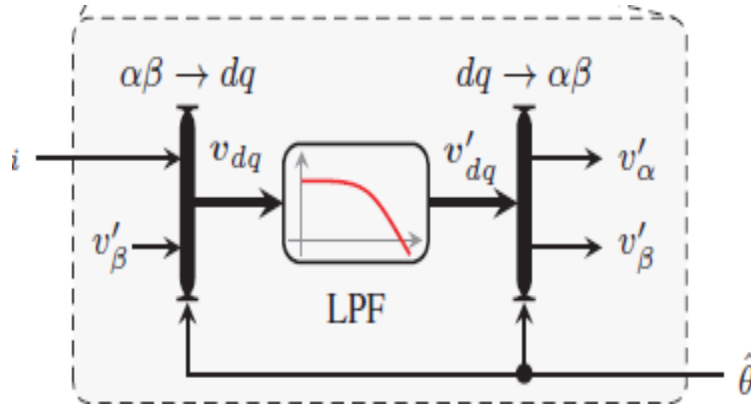 αβ → dq dq → αβ
i v_dq v'_dq v'_α
v'_β v'_β
LPF
θ̂